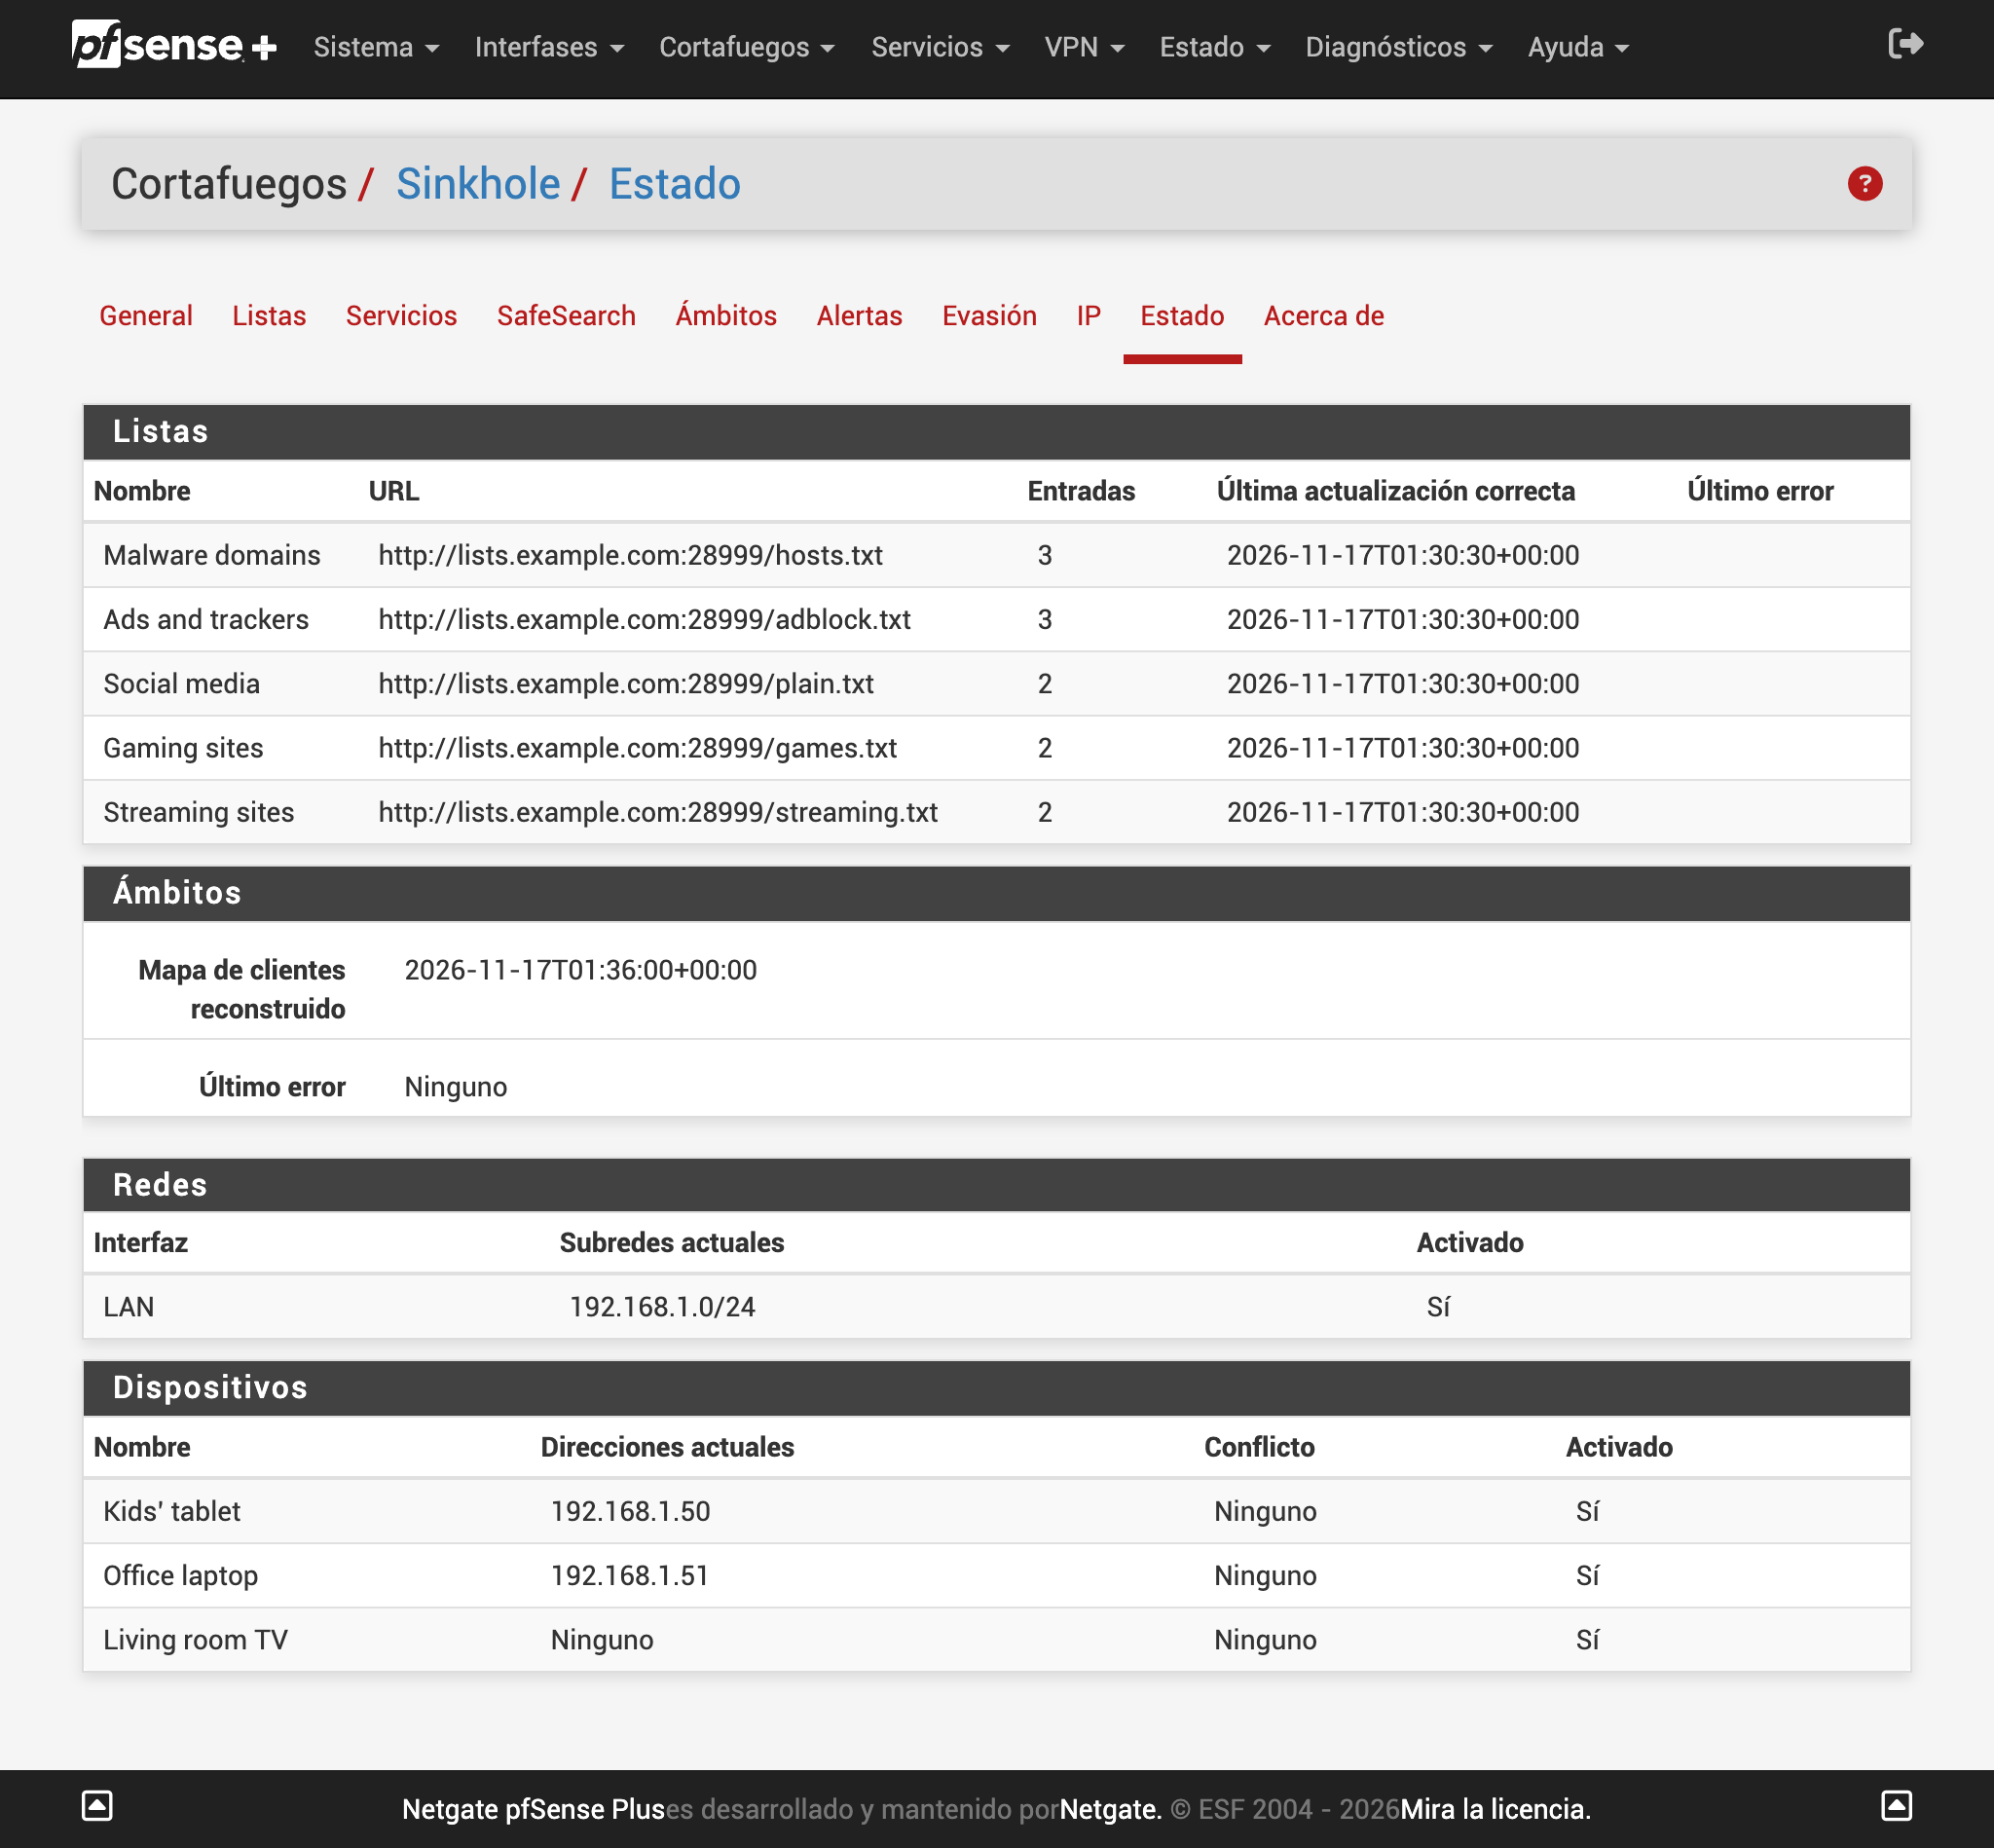 pfsense+ Sistema Interfases Cortafuegos Servicios VPN Estado Diagnósticos Ayuda
Cortafuegos / Sinkhole / Estado
General Listas Servicios SafeSearch Ámbitos Alertas Evasión IP Estado Acerca de
Listas
Nombre URL Entradas Última actualización correcta Último error
Malware domains http://lists.example.com:28999/hosts.txt 3 2026-11-17T01:30:30+00:00
Ads and trackers http://lists.example.com:28999/adblock.txt 3 2026-11-17T01:30:30+00:00
Social media http://lists.example.com:28999/plain.txt 2 2026-11-17T01:30:30+00:00
Gaming sites http://lists.example.com:28999/games.txt 2 2026-11-17T01:30:30+00:00
Streaming sites http://lists.example.com:28999/streaming.txt 2 2026-11-17T01:30:30+00:00
Ámbitos
Mapa de clientes 2026-11-17T01:36:00+00:00
reconstruido
Último error Ninguno
Redes
Interfaz Subredes actuales Activado
LAN 192.168.1.0/24 Sí
Dispositivos
Nombre Direcciones actuales Conflicto Activado
Kids' tablet 192.168.1.50 Ninguno Sí
Office laptop 192.168.1.51 Ninguno Sí
Living room TV Ninguno Ninguno Sí
Netgate pfSense Pluses desarrollado y mantenido porNetgate. © ESF 2004 - 2026Mira la licencia.